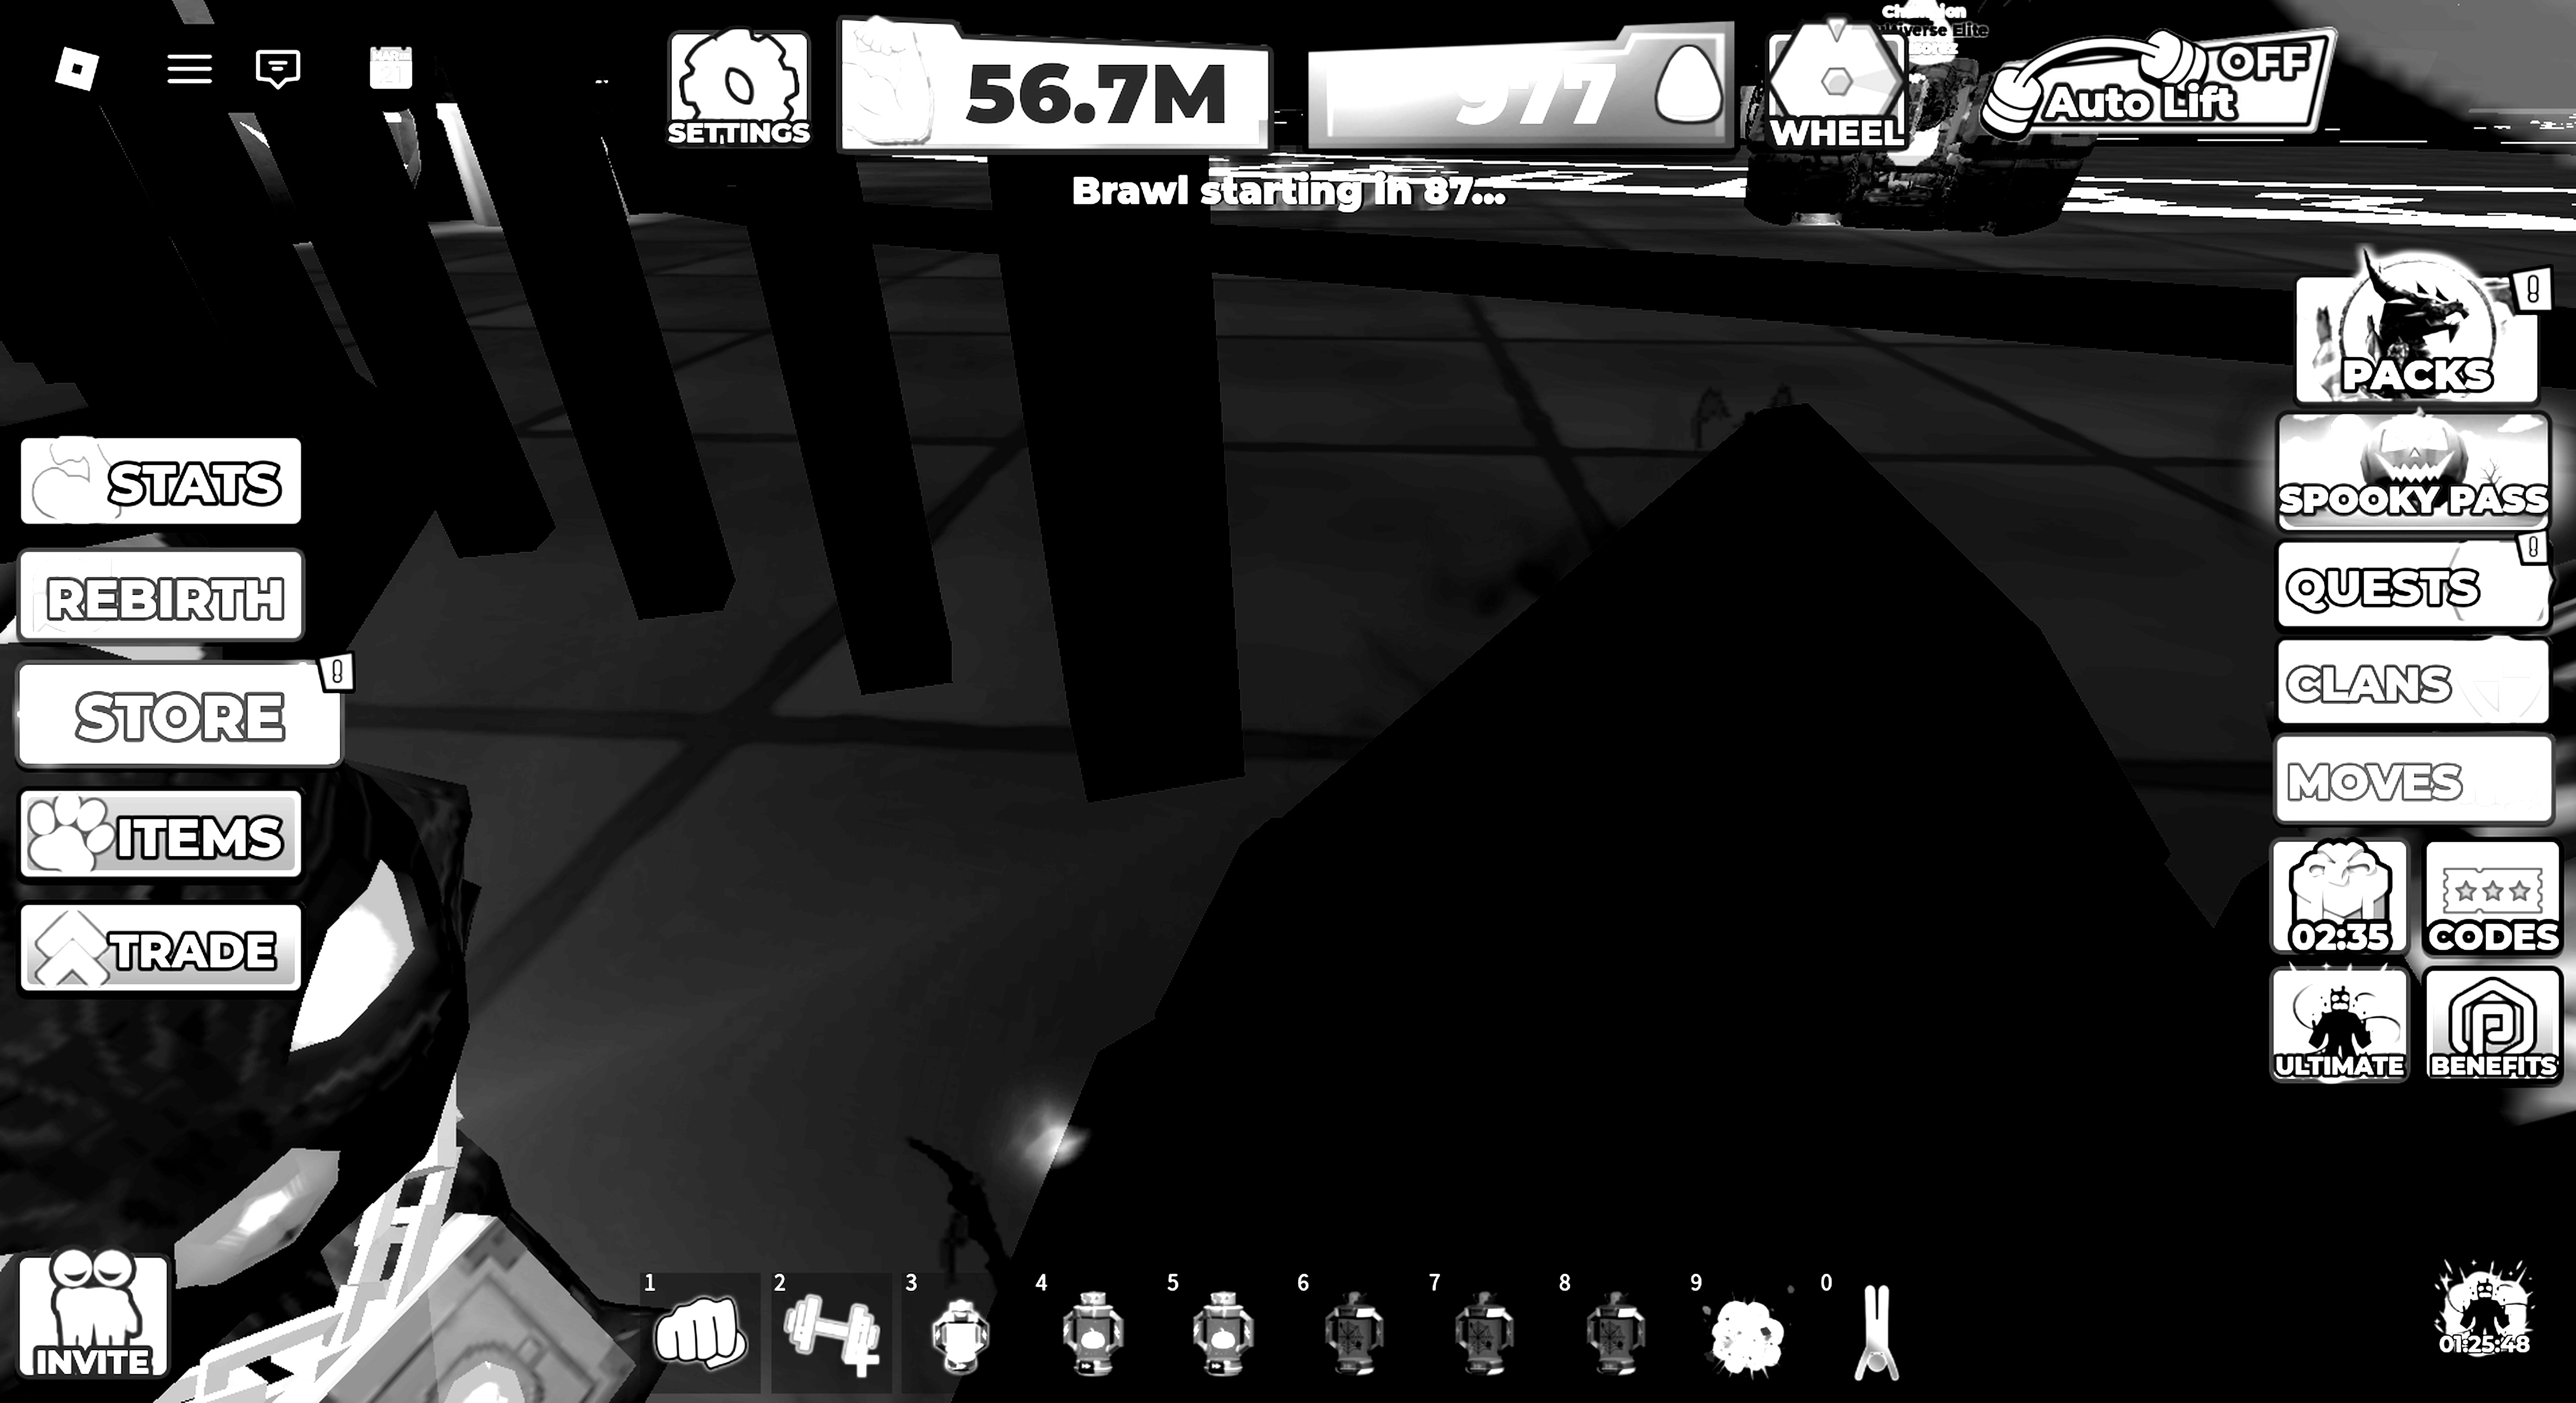 Champion
SETTINGS
56.7M
977
WHEEL
OFF
Auto Lift
Brawl starting in 87...
STATS
REBIRTH
STORE
ITEMS
TRADE
INVITE
PACKS
SPOOKY PASS
QUESTS
CLANS
MOVES
02:35
CODES
ULTIMATE
BENEFITS
1
2
3
4
5
6
7
8
9
0
01:25:48